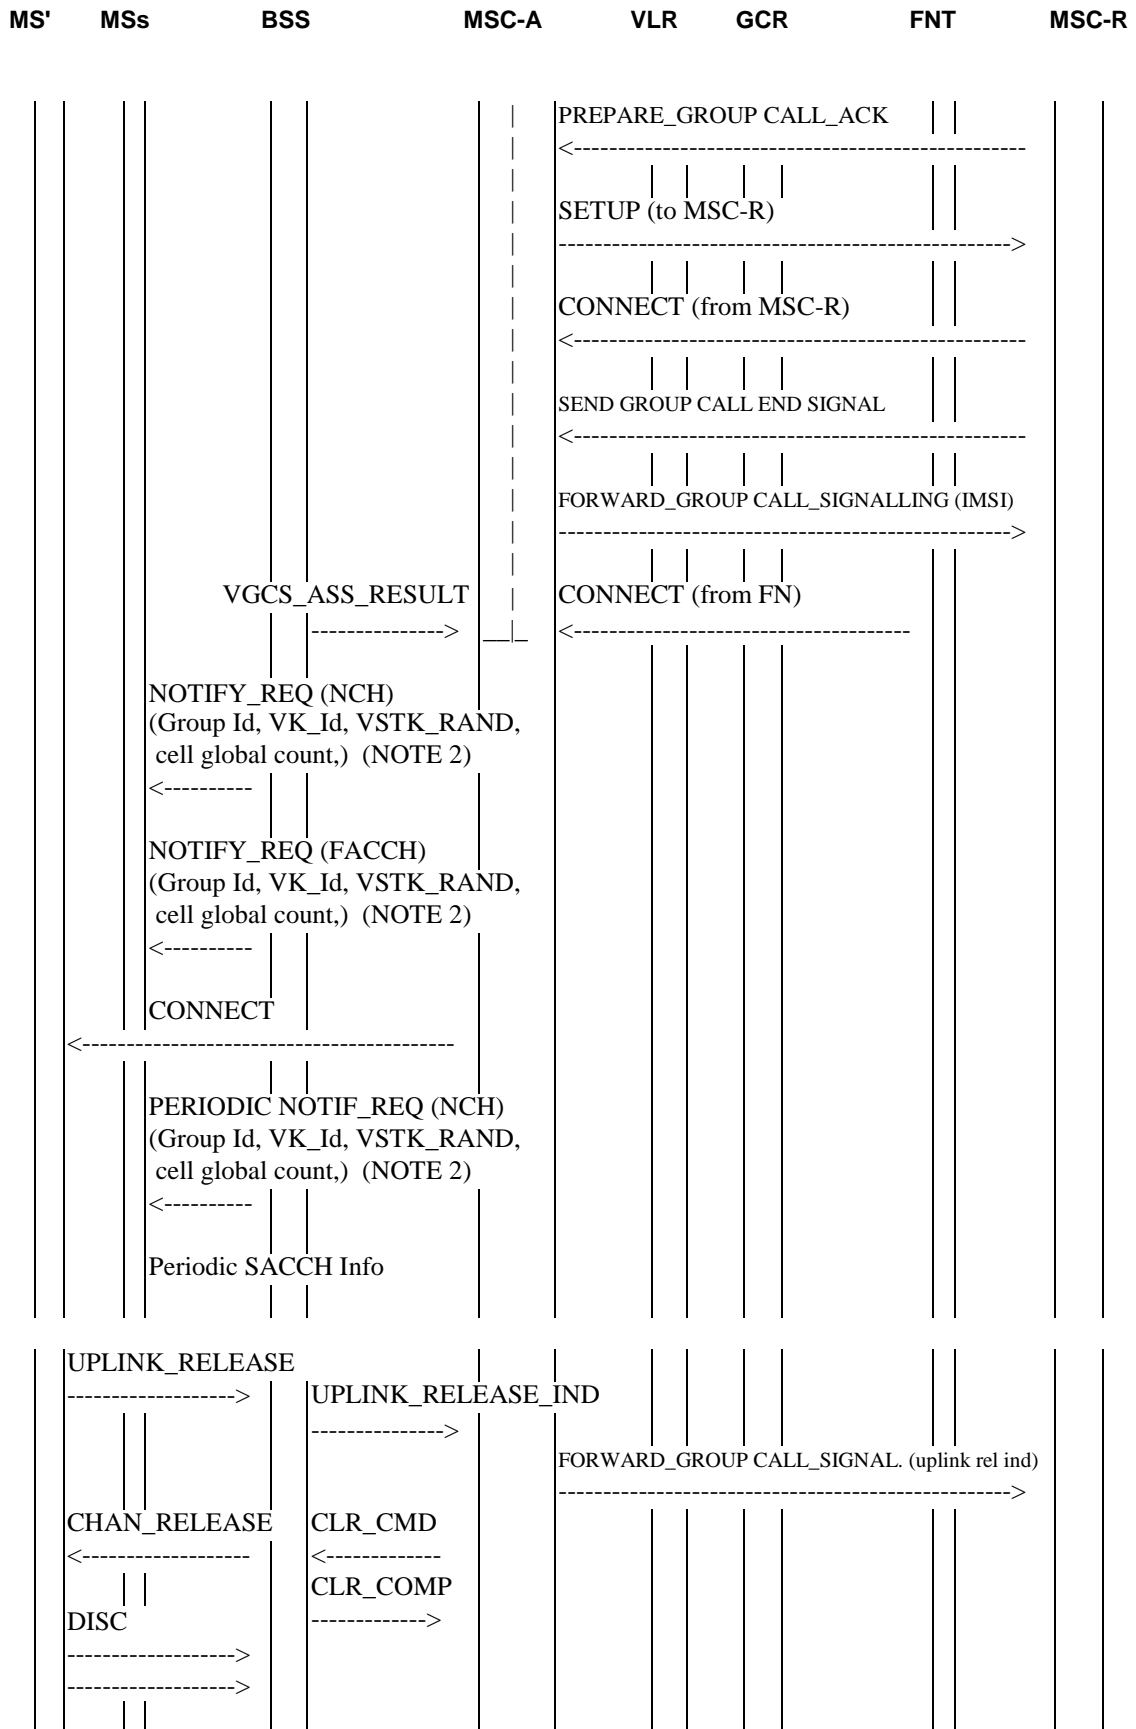 MS' MSs BSS MSC-A VLR GCR FNT MSC-R
PREPARE_GROUP CALL_ACK
<---------------------------------------------------
SETUP (to MSC-R)
--------------------------------------------------->
CONNECT (from MSC-R)
<---------------------------------------------------
SEND GROUP CALL END SIGNAL
<---------------------------------------------------
FORWARD_GROUP CALL_SIGNALLING (IMSI)
--------------------------------------------------->
VGCS_ASS_RESULT CONNECT (from FN)
---------------> __|_ <--------------------------------------
NOTIFY_REQ (NCH)
(Group Id, VK_Id, VSTK_RAND,
cell global count,) (NOTE 2)
<----------
NOTIFY_REQ (FACCH)
(Group Id, VK_Id, VSTK_RAND,
cell global count,) (NOTE 2)
<----------
CONNECT
<------------------------------------------
PERIODIC NOTIF_REQ (NCH)
(Group Id, VK_Id, VSTK_RAND,
cell global count,) (NOTE 2)
<----------
Periodic SACCH Info
UPLINK_RELEASE
------------------->
UPLINK_RELEASE_IND
--------------->
FORWARD_GROUP CALL_SIGNAL. (uplink rel ind)
--------------------------------------------------->
CHAN_RELEASE CLR_CMD
<------------------- <-------------
CLR_COMP
DISC ------------->
------------------->
------------------->